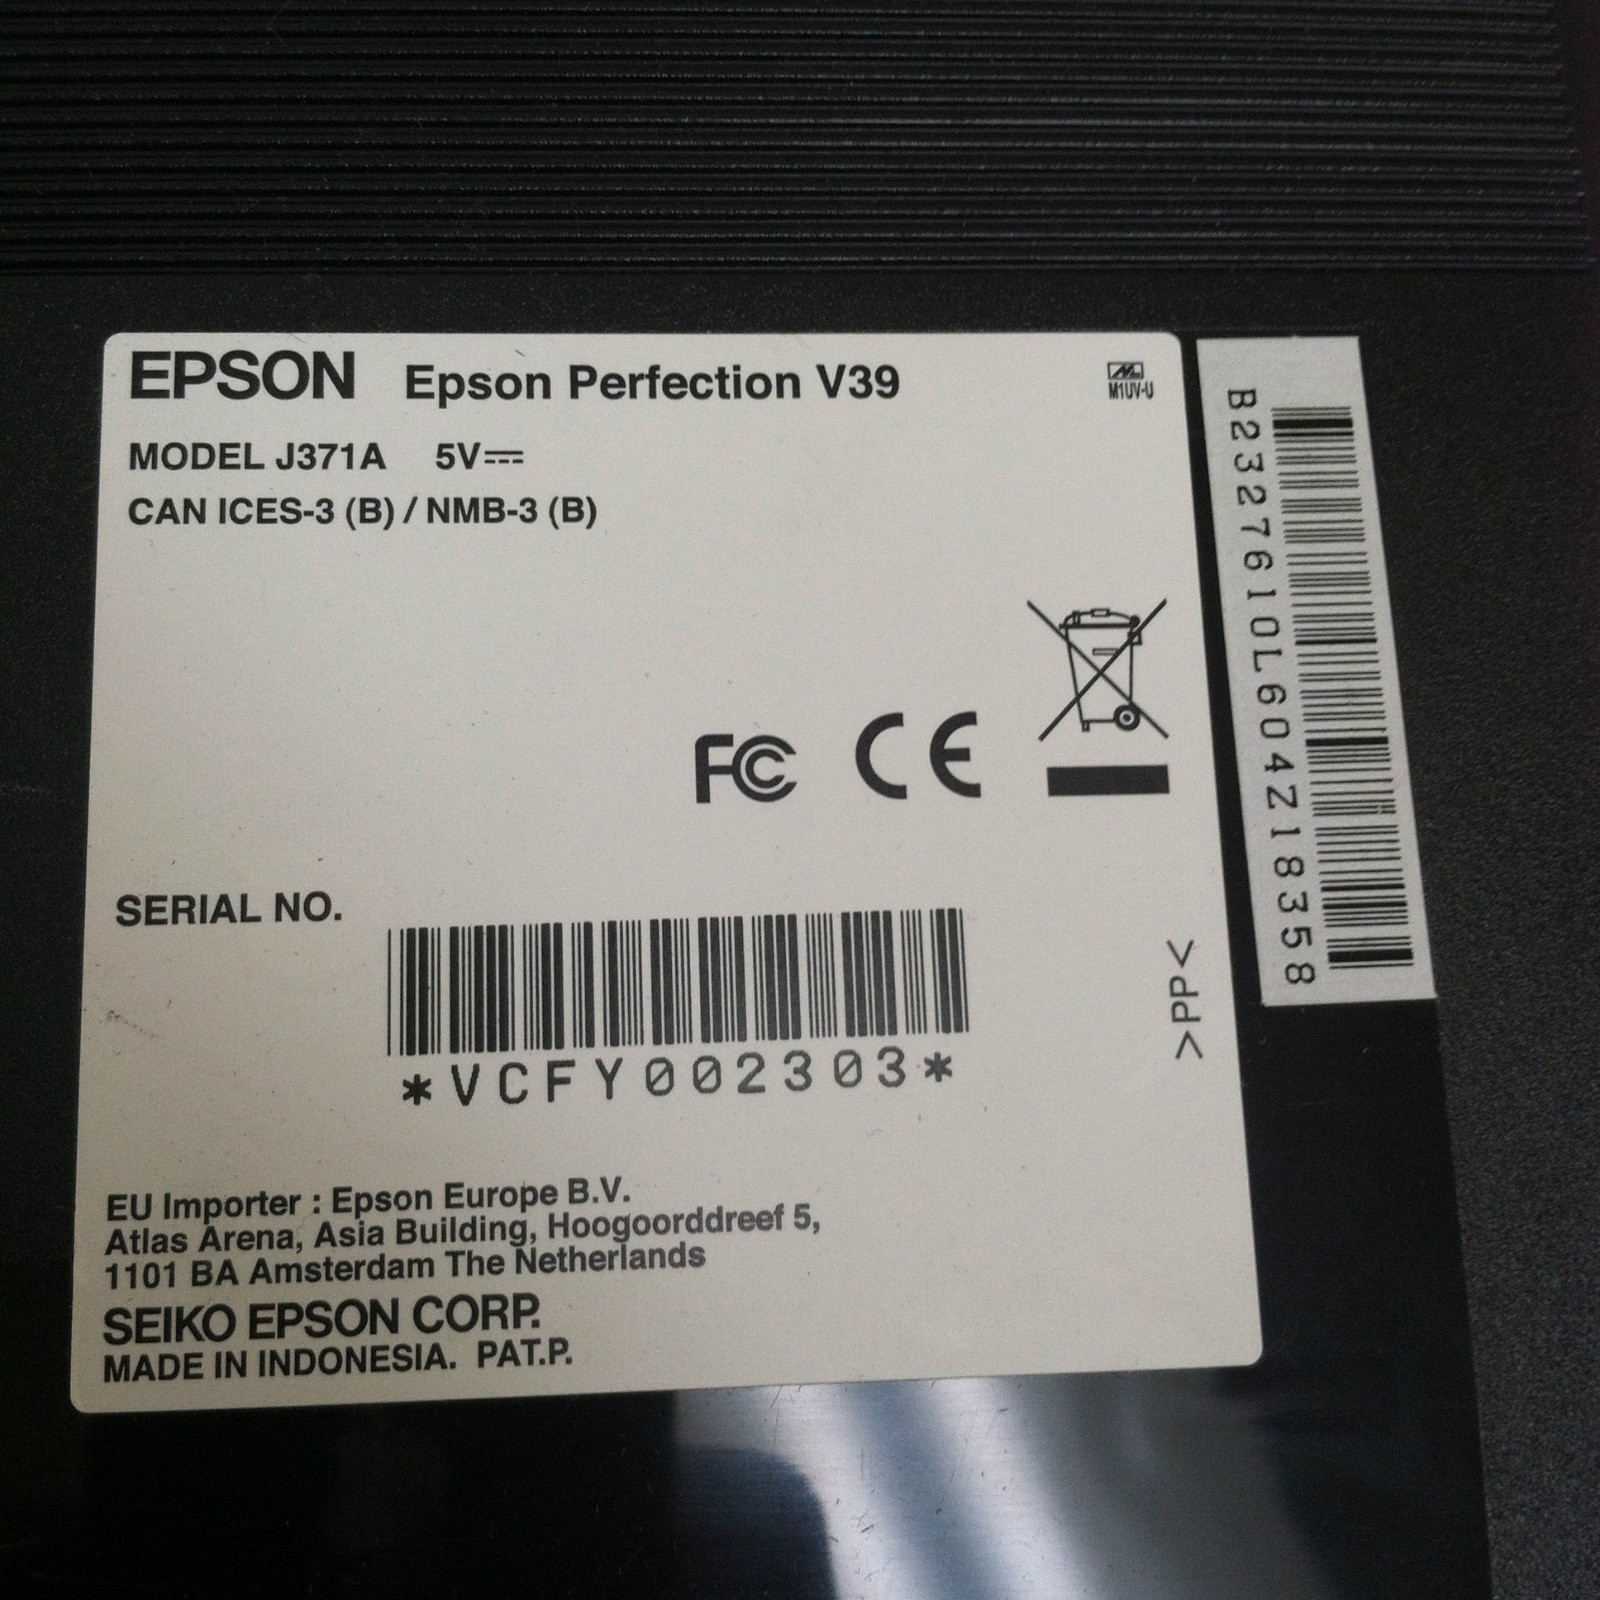 EPSON Epson Perfection V39
M1UV-U
MODEL J371A 5V⎓
CAN ICES-3 (B) / NMB-3 (B)
FC CE
SERIAL NO.
*VCFY002303*
>PP<
EU Importer : Epson Europe B.V.
Atlas Arena, Asia Building, Hoogoorddreef 5,
1101 BA Amsterdam The Netherlands
SEIKO EPSON CORP.
MADE IN INDONESIA. PAT.P.
B2327610L604Z18358